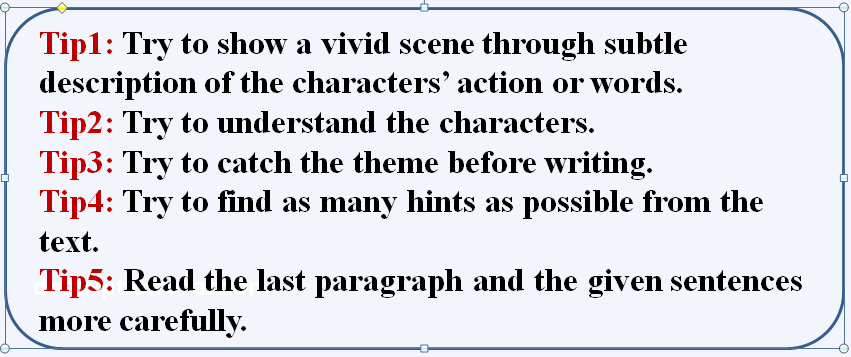 Tip1: Try to show a vivid scene through subtle
description of the characters’ action or words.
Tip2: Try to understand the characters.
Tip3: Try to catch the theme before writing.
Tip4: Try to find as many hints as possible from the
text.
Tip5: Read the last paragraph and the given sentences
more carefully.